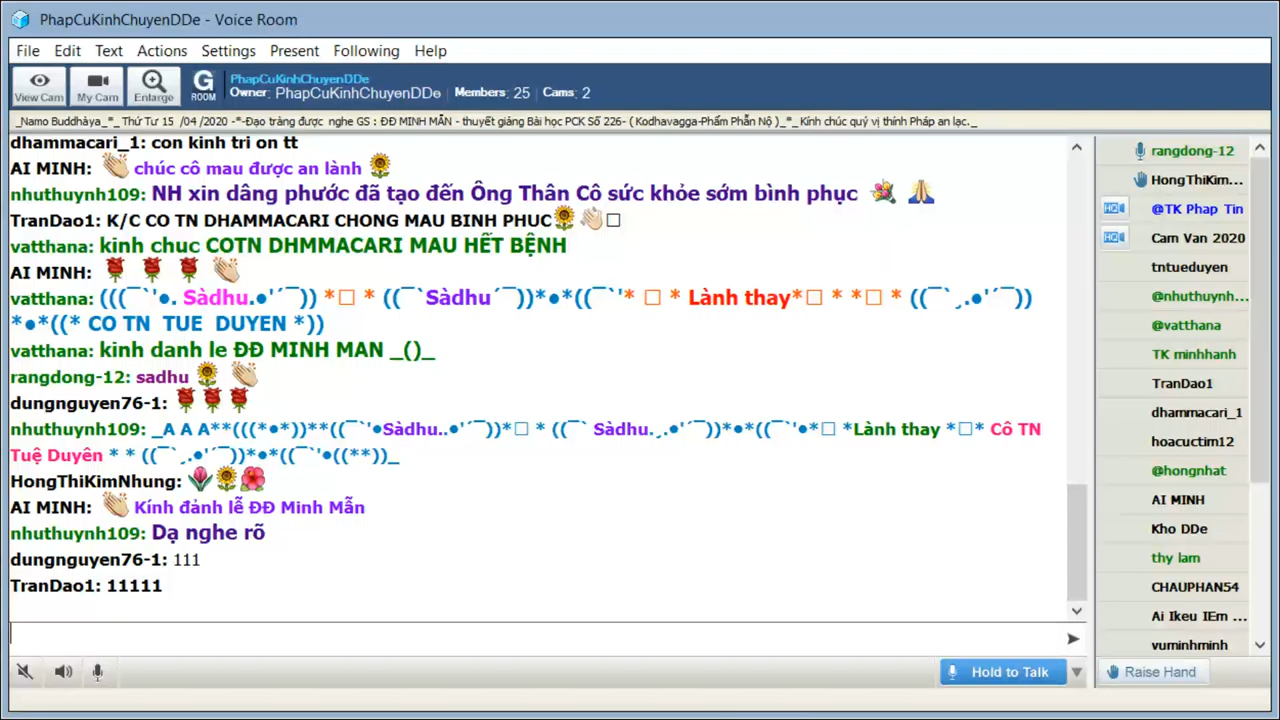 PhapCuKinhChuyenDDe - Voice Room
File Edit Text Actions Settings Present Following Help
View Cam My Cam Enlarge G ROOM PhapCuKinhChuyenDDe
Owner: PhapCuKinhChuyenDDe Members: 25 Cams: 2
_Namo Buddhàya_*_ Thứ Tư 15 /04 /2020 -*-Đạo tràng được nghe GS : ĐĐ MINH MẪN - thuyết giảng Bài học PCK Số 226- ( Kodhavagga-Phẩm Phẫn Nộ )_*_ Kính chúc quý vị thính Pháp an lạc._
dhammacari_1: con kinh tri on tt
AI MINH: 👏 chúc cô mau được an lành 🌻
nhuthuynh109: NH xin dâng phước đã tạo đến Ông Thân Cô sức khỏe sớm bình phục 💐 🙏
TranDao1: K/C CO TN DHAMMACARI CHONG MAU BINH PHUC🌻👏□
vatthana: kinh chuc COTN DHMMACARI MAU HẾT BỆNH
AI MINH: 🌹 🌹 🌹 👏
vatthana: (((¯`'●. Sàdhu.●'´¯)) *□ * ((¯`Sàdhu´¯))*●*((¯`'* □ * Lành thay*□ * *□ * ((¯`¸.●'´¯))
*●*((* CO TN TUE DUYEN *))
vatthana: kinh danh le ĐĐ MINH MAN _()_
rangdong-12: sadhu 🌻 👏
dungnguyen76-1: 🌹🌹🌹
nhuthuynh109: _A A A**(((*●*))**((¯`'●Sàdhu..●'´¯))*□ * ((¯` Sàdhu.¸.●'´¯))*●*((¯`'●*□ *Lành thay *□* Cô TN
Tuệ Duyên * * ((¯`¸.●'´¯))*●*((¯`'●((**))_
HongThiKimNhung: 🌷🌻🌺
AI MINH: 👏 Kính đảnh lễ ĐĐ Minh Mẫn
nhuthuynh109: Dạ nghe rõ
dungnguyen76-1: 111
TranDao1: 11111
rangdong-12
HongThiKim...
HQ @TK Phap Tin
HQ Cam Van 2020
tntueduyen
@nhuthuynh...
@vatthana
TK minhhanh
TranDao1
dhammacari_1
hoacuctim12
@hongnhat
AI MINH
Kho DDe
thy lam
CHAUPHAN54
Ai Ikeu IEm ...
vuminhminh
Hold to Talk
Raise Hand